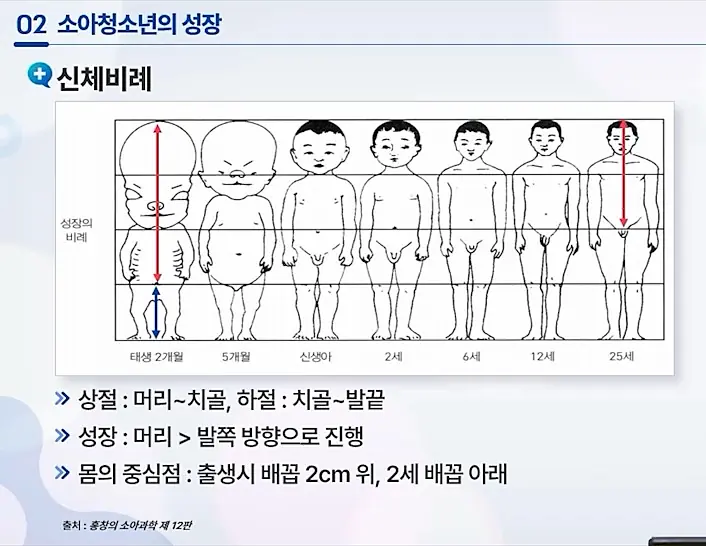 02 소아청소년의 성장
신체비례
성장의
비례
태생 2개월 5개월 신생아 2세 6세 12세 25세
상절 : 머리~치골, 하절 : 치골~발끝
성장 : 머리 > 발쪽 방향으로 진행
몸의 중심점 : 출생시 배꼽 2cm 위, 2세 배꼽 아래
출처 : 홍창의 소아과학 제 12판